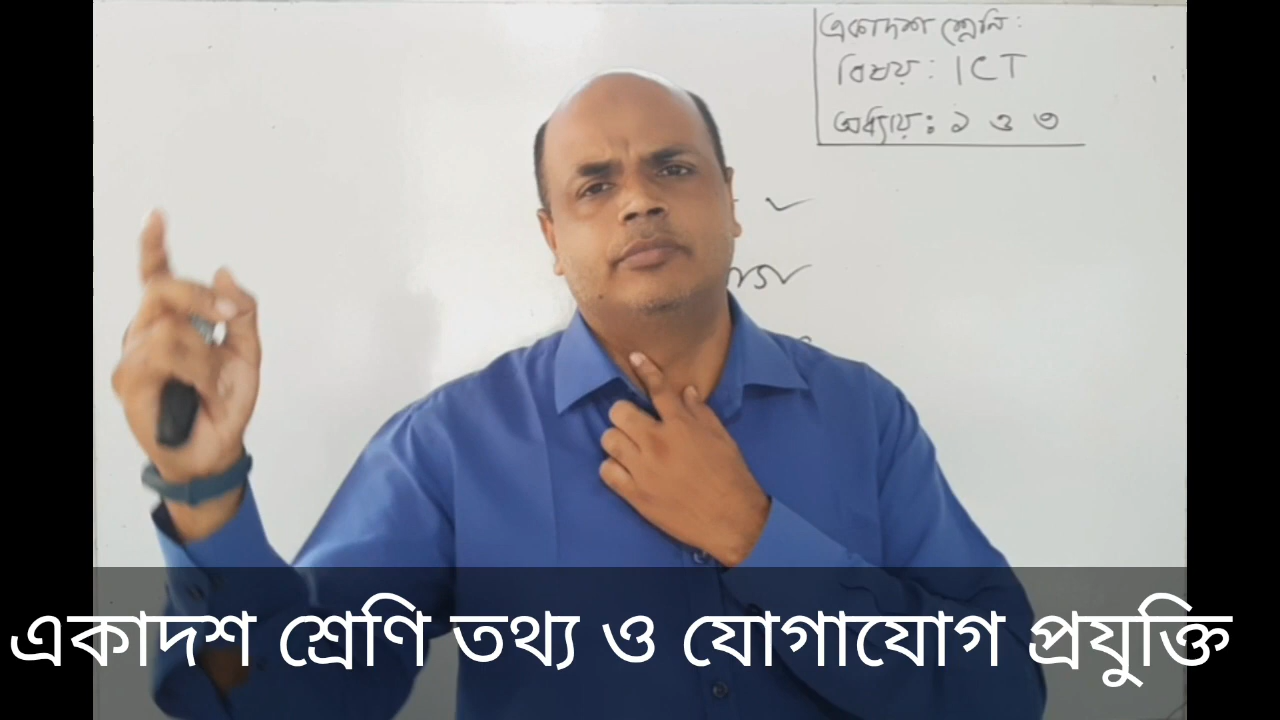 একাদশ শ্রেনি:
বিষয়: ICT
অধ্যায়: ১ ও ৩
একাদশ শ্রেণি তথ্য ও যোগাযোগ প্রযুক্তি